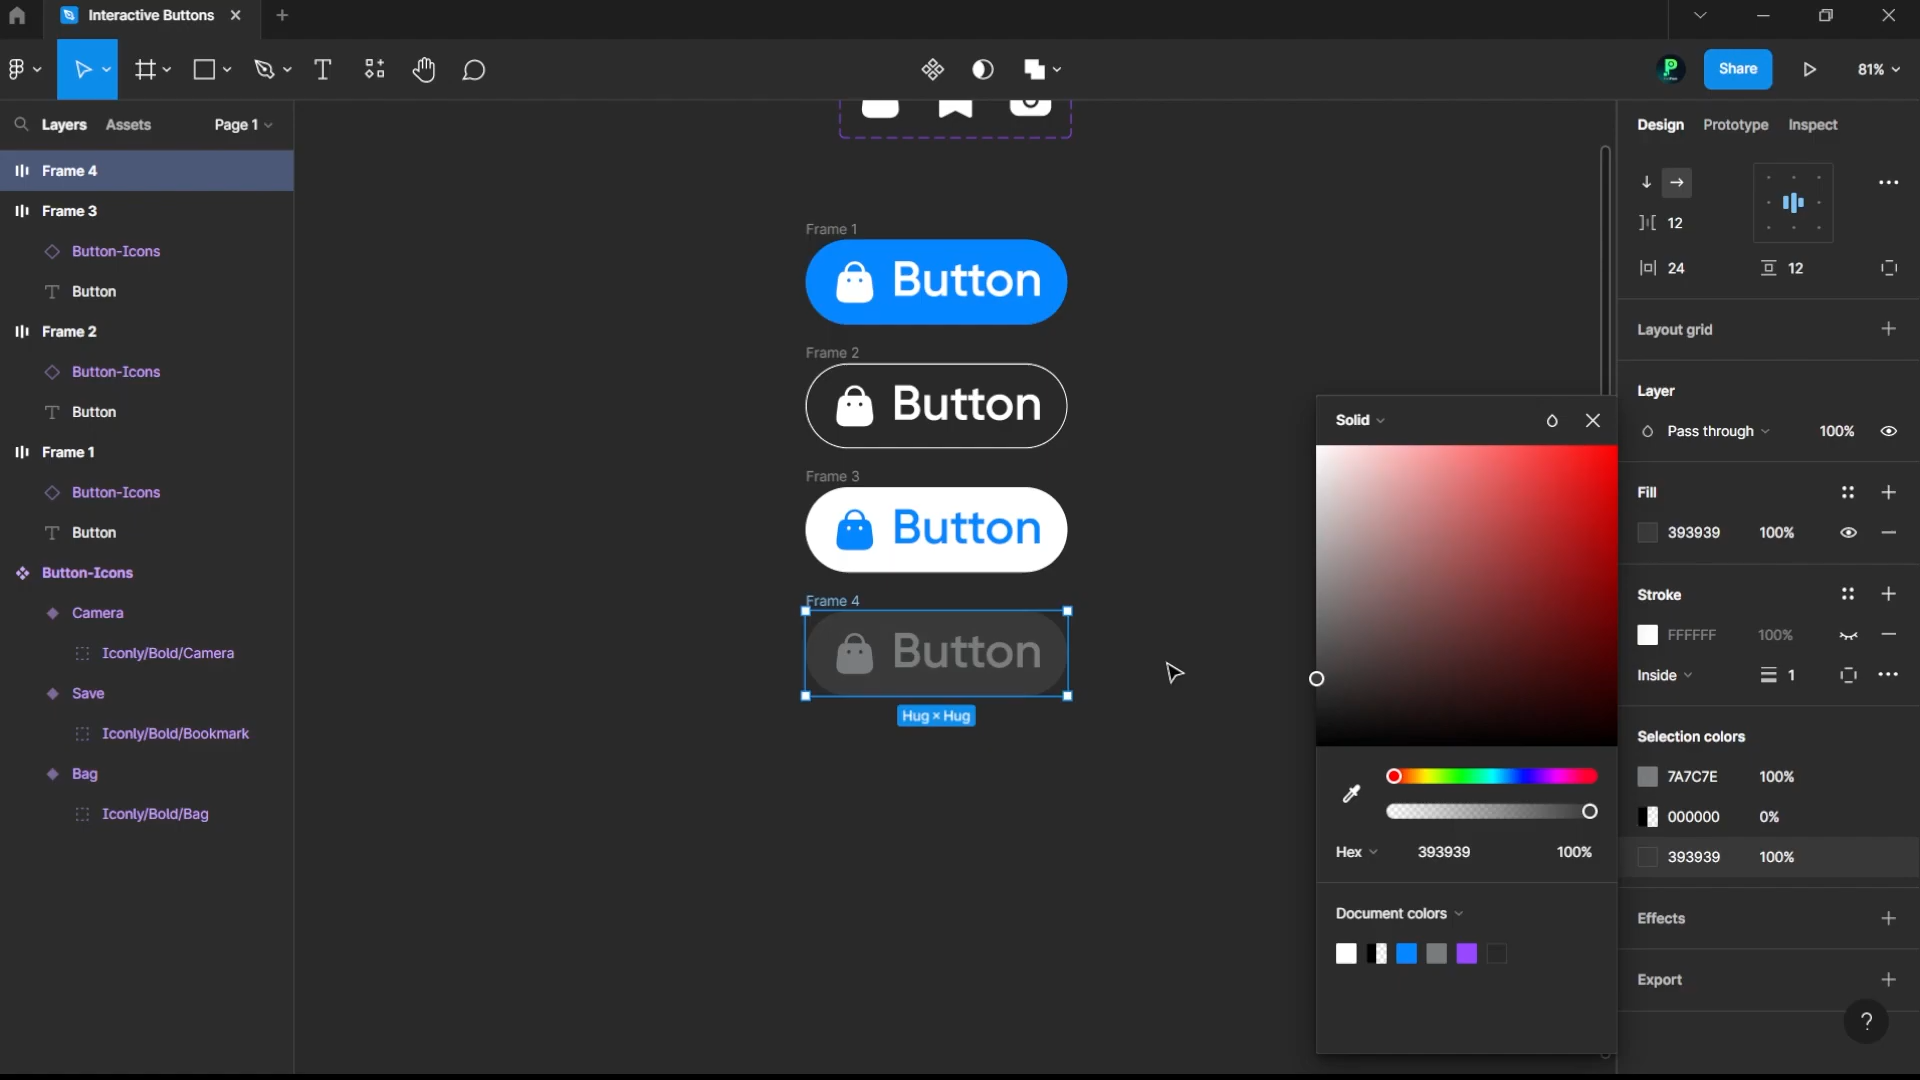 Interactive Buttons
Share
81%
Layers
Assets
Page 1
Frame 4
Frame 3
Button-Icons
Button
Frame 2
Button-Icons
Button
Frame 1
Button-Icons
Button
Button-Icons
Camera
Iconly/Bold/Camera
Save
Iconly/Bold/Bookmark
Bag
Iconly/Bold/Bag
Frame 1
Button
Frame 2
Button
Frame 3
Button
Frame 4
Button
Hug × Hug
Solid
Hex
393939
100%
Document colors
Design
Prototype
Inspect
12
24
12
Layout grid
Layer
Pass through
100%
Fill
393939
100%
Stroke
FFFFFF
100%
Inside
1
Selection colors
7A7C7E
100%
000000
0%
393939
100%
Effects
Export
?